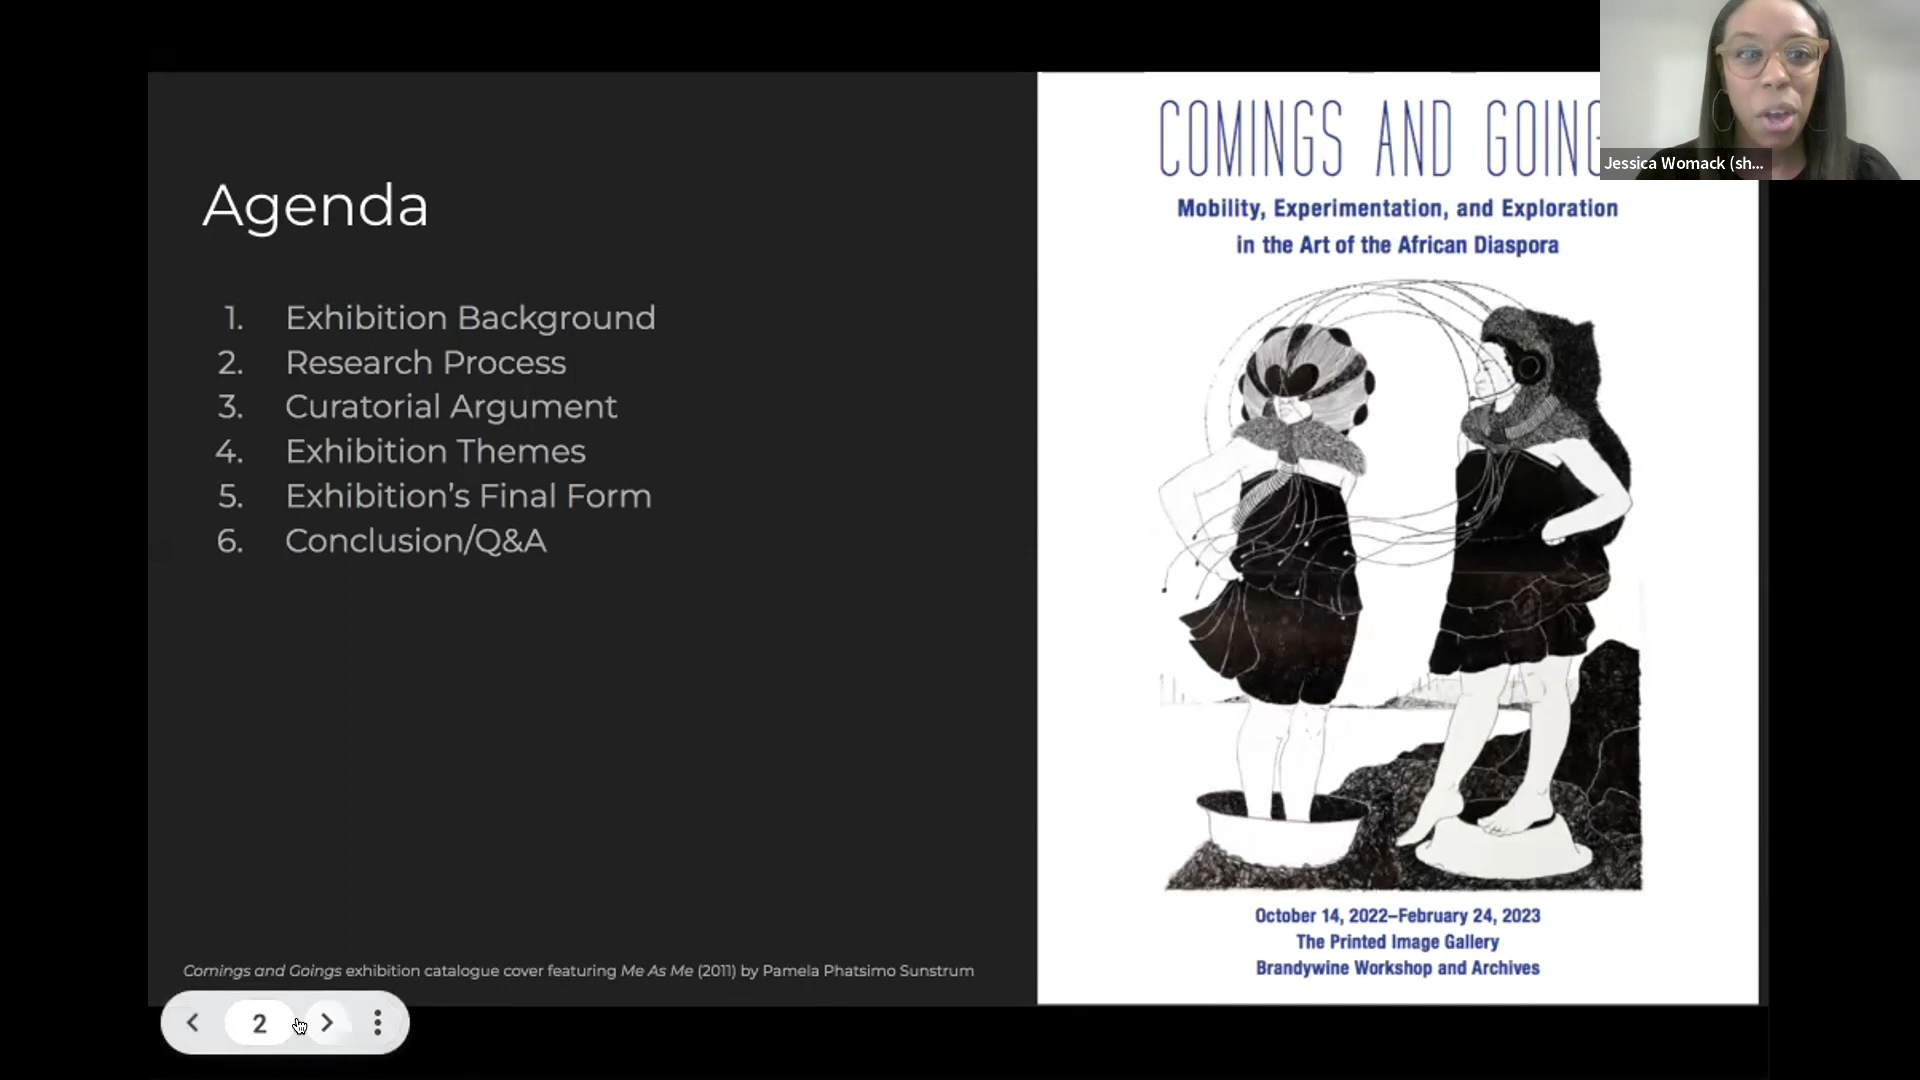 Agenda
1. Exhibition Background
2. Research Process
3. Curatorial Argument
4. Exhibition Themes
5. Exhibition's Final Form
6. Conclusion/Q&A
Comings and Goings exhibition catalogue cover featuring Me As Me (2011) by Pamela Phatsimo Sunstrum
2
COMINGS AND GOING
Mobility, Experimentation, and Exploration
in the Art of the African Diaspora
October 14, 2022–February 24, 2023
The Printed Image Gallery
Brandywine Workshop and Archives
Jessica Womack (sh...